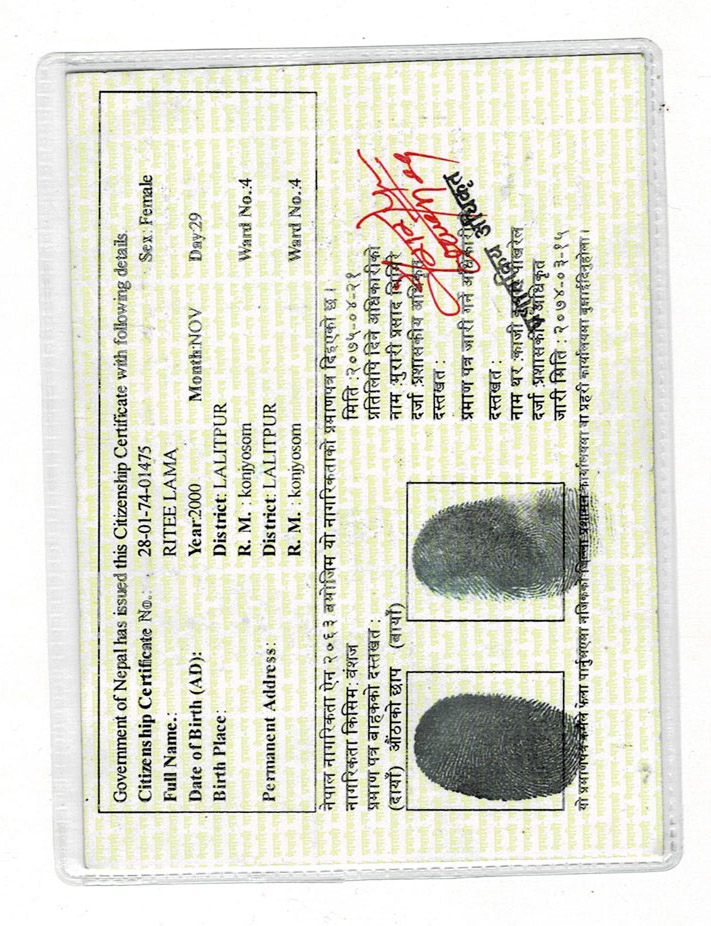 Government of Nepal has issued this Citizenship Certificate with following details.
Citizenship Certificate No.: 28-01-74-01475 Sex: Female
Full Name.: RITEE LAMA
Date of Birth (AD): Year:2000 Month:NOV Day:29
Birth Place: District: LALITPUR
R. M. : konjyosom Ward No.:4
Permanent Address: District: LALITPUR
R. M. : konjyosom Ward No.:4
नेपाल नागरिकता ऐन २०६३ बमोजिम यो नागरिकताको प्रमाणपत्र दिइएको छ ।
नागरिकता किसिम: वंशज
प्रमाण पत्र बाहकको दस्तखत :
(दायाँ) औंठाको छाप (बायाँ)
मिति :२०७५-०४-२१
प्रतिलिपि दिने अधिकारीको
नाम :मुरारी प्रसाद
दर्जा :प्रशासकीय अधिकृत
दस्तखत :
प्रमाण पत्र जारी गर्ने अधिकारीको
दस्तखत :
नाम थर :काजी पोखरेल
दर्जा :प्रशासकीय अधिकृत
जारी मिति : २०७४-०३-१५
प्रशासकिय अधिकृत
यो प्रमाणपत्र कसैले फेला पार्नुभएमा नजिकको जिल्ला प्रशासन कार्यालयमा वा प्रहरी कार्यालयमा बुझाईदिनुहोला ।